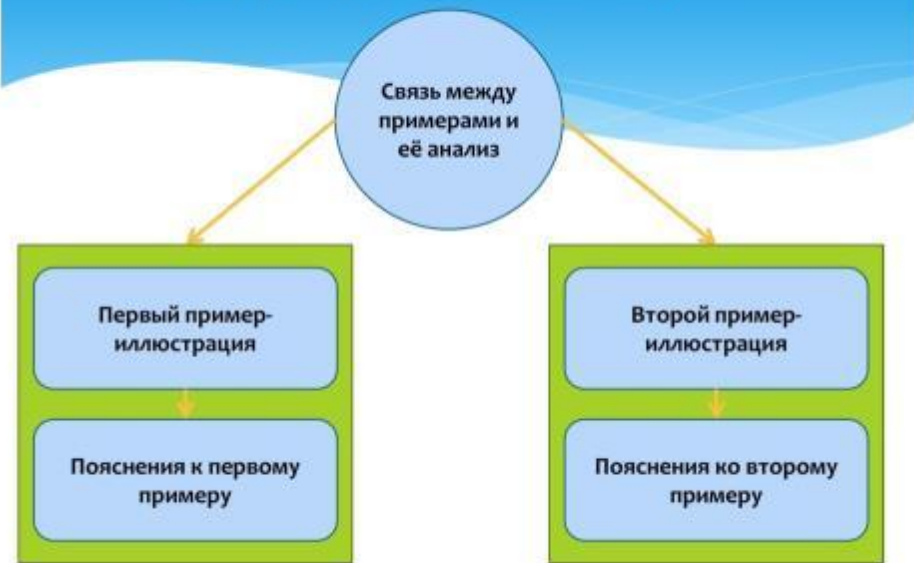 Связь между
примерами и
её анализ
Первый пример-
иллюстрация
Пояснения к первому
примеру
Второй пример-
иллюстрация
Пояснения ко второму
примеру